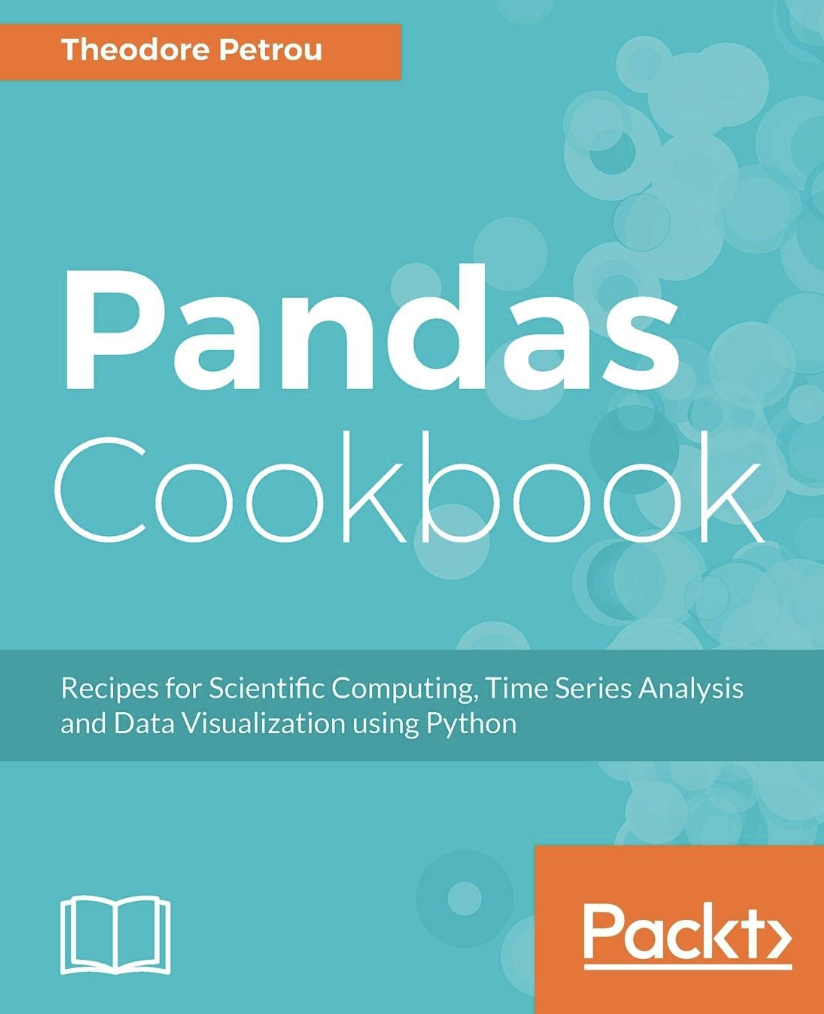 Theodore Petrou
Pandas
Cookbook
Recipes for Scientific Computing, Time Series Analysis
and Data Visualization using Python
Packt>